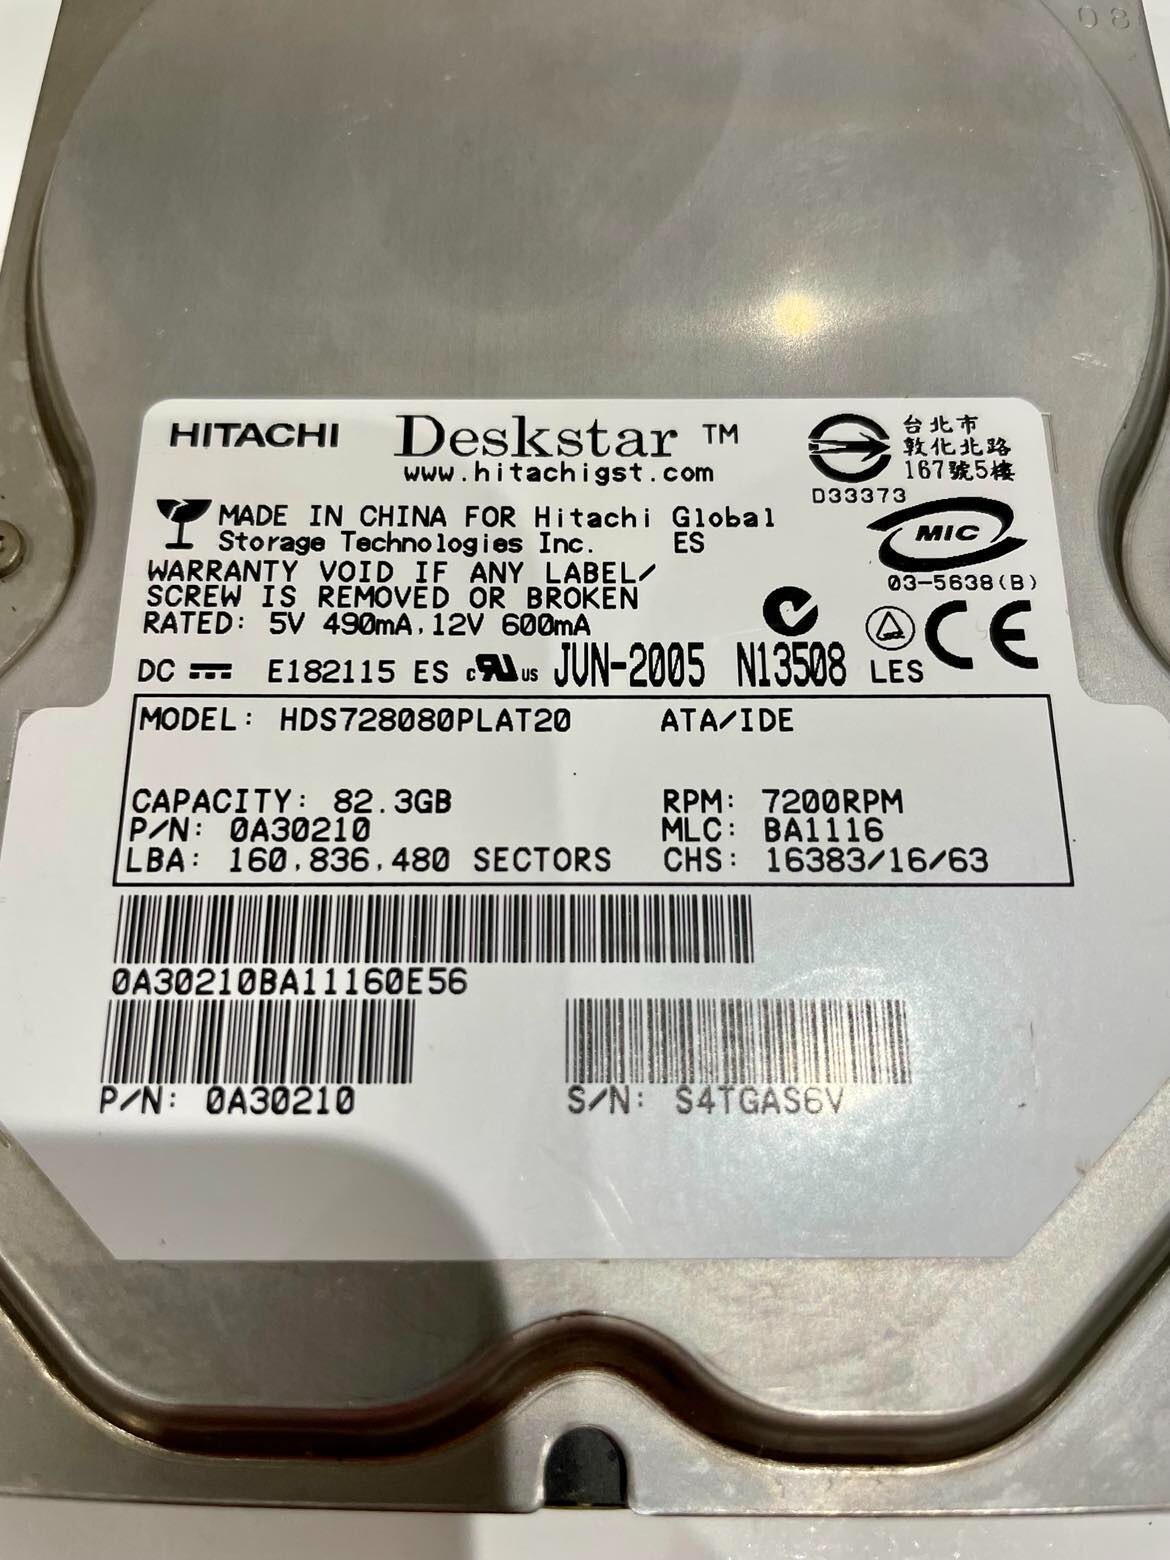 08
HITACHI Deskstar ™
www.hitachigst.com
台北市
敦化北路
167號5樓
D33373
MADE IN CHINA FOR Hitachi Global
Storage Technologies Inc. ES
MIC
03-5638(B)
WARRANTY VOID IF ANY LABEL/
SCREW IS REMOVED OR BROKEN
RATED: 5V 490mA, 12V 600mA
DC E182115 ES c RU us JUN-2005 N13508 LES CE
MODEL: HDS728080PLAT20 ATA/IDE
CAPACITY: 82.3GB RPM: 7200RPM
P/N: 0A30210 MLC: BA1116
LBA: 160,836,480 SECTORS CHS: 16383/16/63
0A30210BA11160E56
P/N: 0A30210 S/N: S4TGAS6V